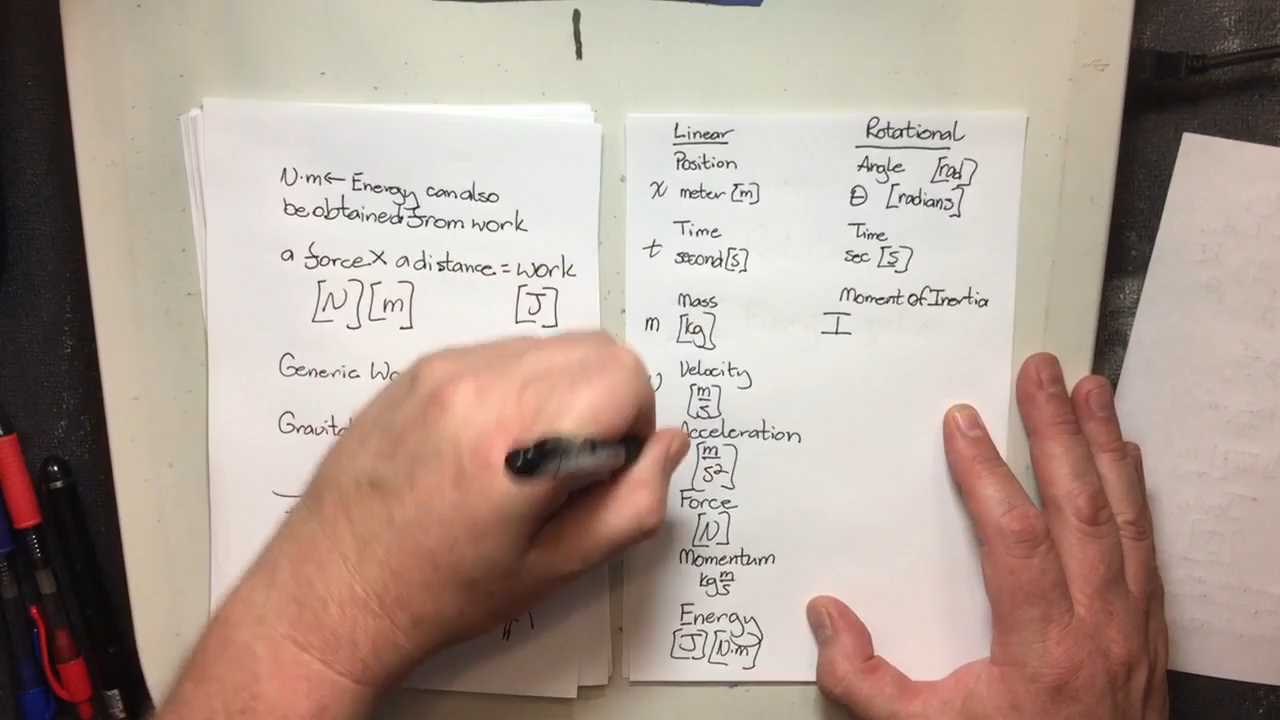 N·m ← Energy can also
be obtained from work
a force × a distance = work
[N] [m] [J]
Generic
Linear
Position
x meter [m]
Time
t second [s]
Mass
m [kg]
Velocity
[m/s]
Acceleration
[m/s²]
Force
[N]
Momentum
kg m/s
Energy
[J] [N·m]
Rotational
Angle [rad]
θ [radians]
Time
sec [s]
Moment of Inertia
I